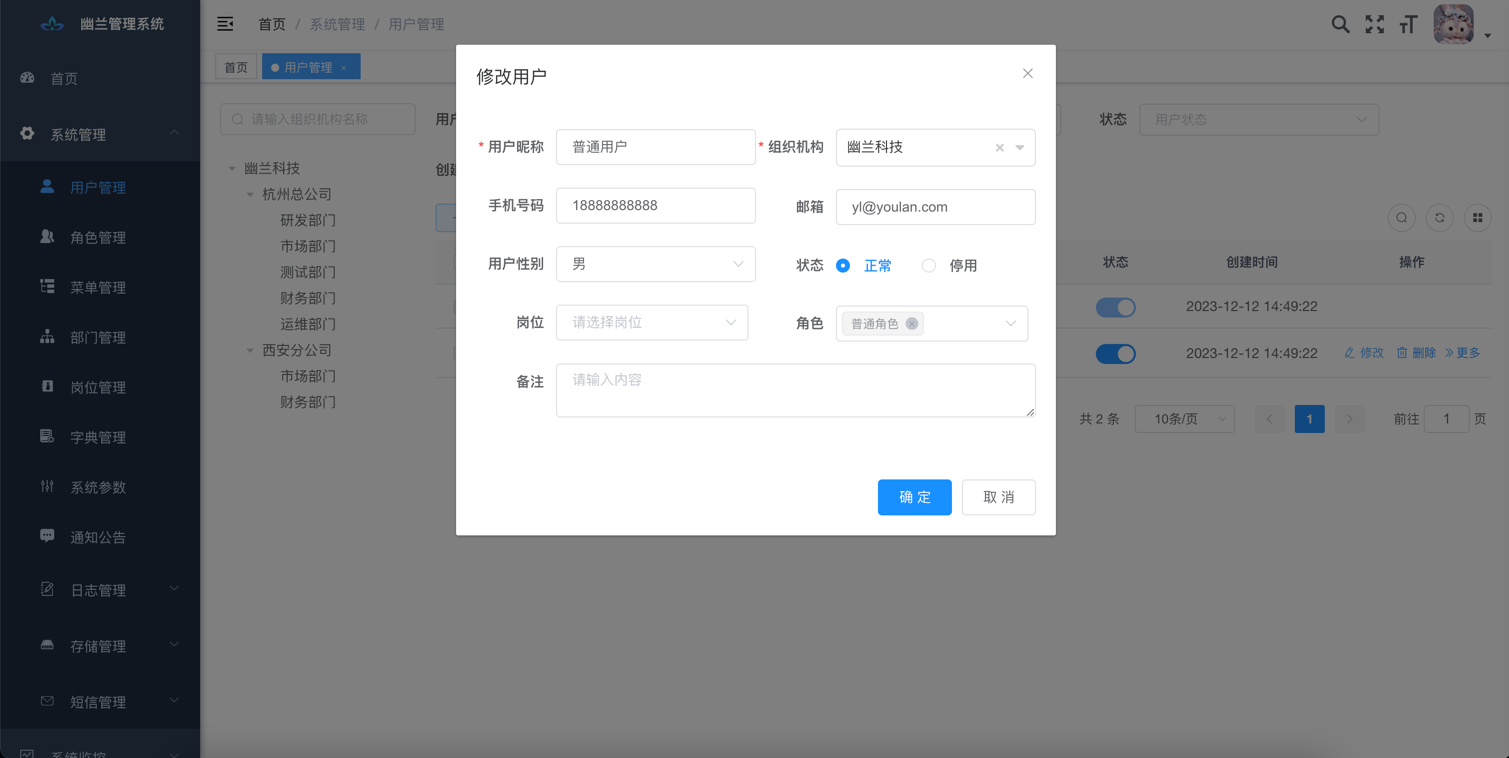 幽兰管理系统
首页 / 系统管理 / 用户管理
首页
用户管理 ×
首页
系统管理
用户管理
角色管理
菜单管理
部门管理
岗位管理
字典管理
系统参数
通知公告
日志管理
存储管理
短信管理
系统监控
请输入组织机构名称
幽兰科技
杭州总公司
研发部门
市场部门
测试部门
财务部门
运维部门
西安分公司
市场部门
财务部门
状态 用户状态
修改用户
* 用户昵称 普通用户 * 组织机构 幽兰科技
手机号码 18888888888 邮箱 yl@youlan.com
用户性别 男 状态 正常 停用
岗位 请选择岗位 角色 普通角色
备注 请输入内容
确 定 取 消
状态 创建时间 操作
2023-12-12 14:49:22
2023-12-12 14:49:22 修改 删除 更多
共 2 条 10条/页 1 前往 1 页